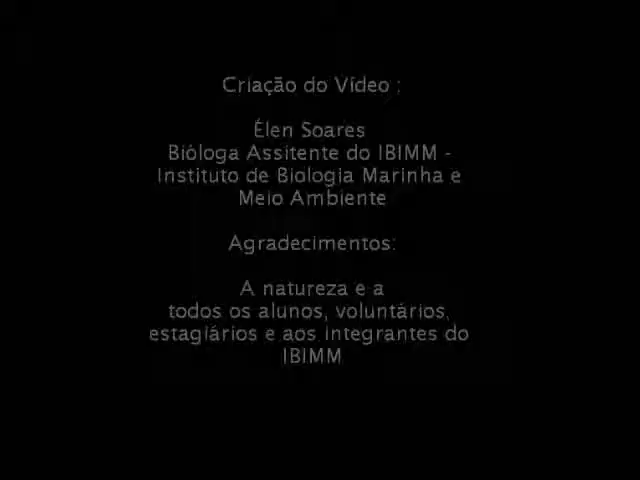 Criação do Vídeo :
Élen Soares
Bióloga Assitente do IBIMM -
Instituto de Biologia Marinha e
Meio Ambiente
Agradecimentos:
A natureza e a
todos os alunos, voluntários,
estagiários e aos integrantes do
IBIMM